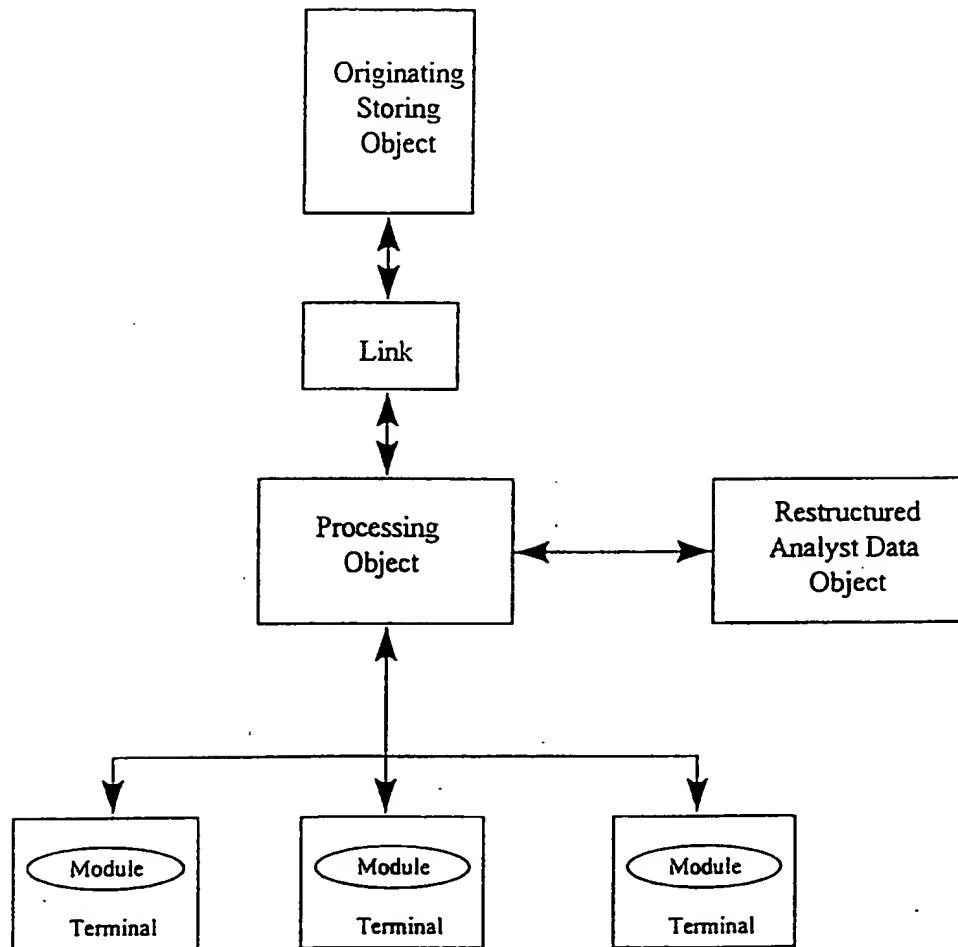 Originating
Storing
Object
Link
Processing
Object
Restructured
Analyst Data
Object
Module
Terminal
Module
Terminal
Module
Terminal